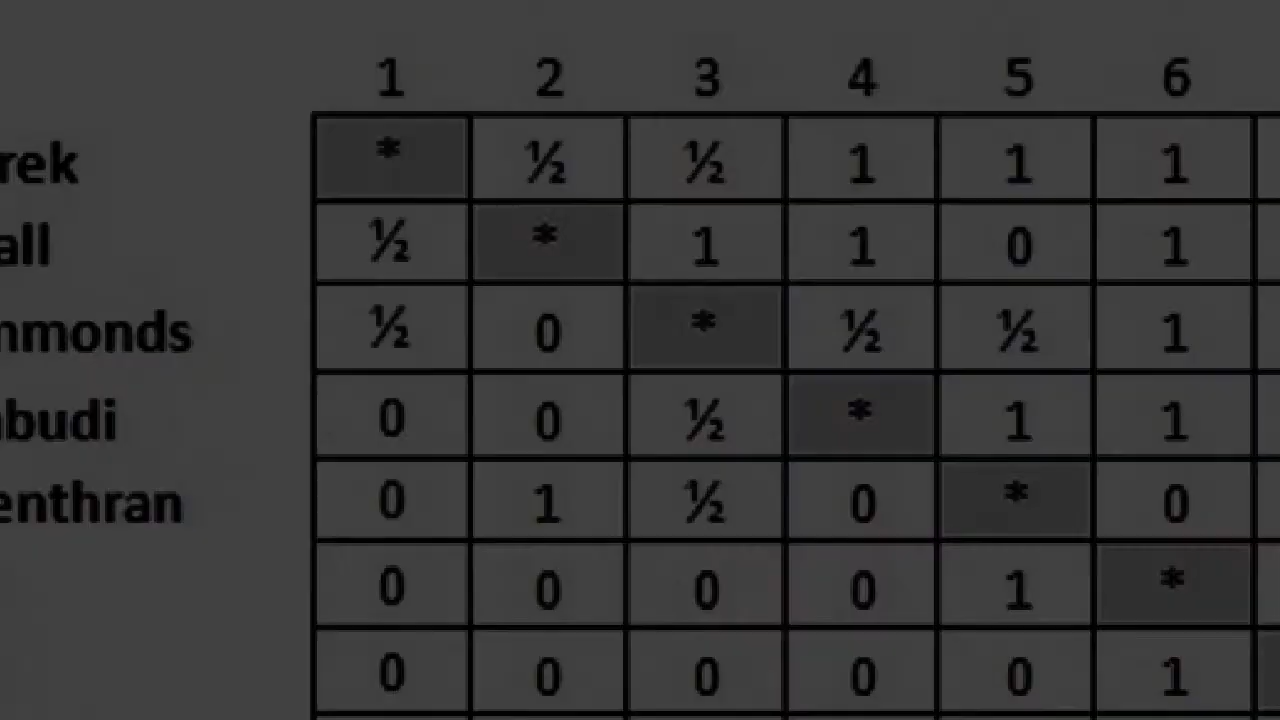 1 2 3 4 5 6
rek * ½ ½ 1 1 1
all ½ * 1 1 0 1
mmonds ½ 0 * ½ ½ 1
budi 0 0 ½ * 1 1
enthran 0 1 ½ 0 * 0
0 0 0 0 1 *
0 0 0 0 0 1